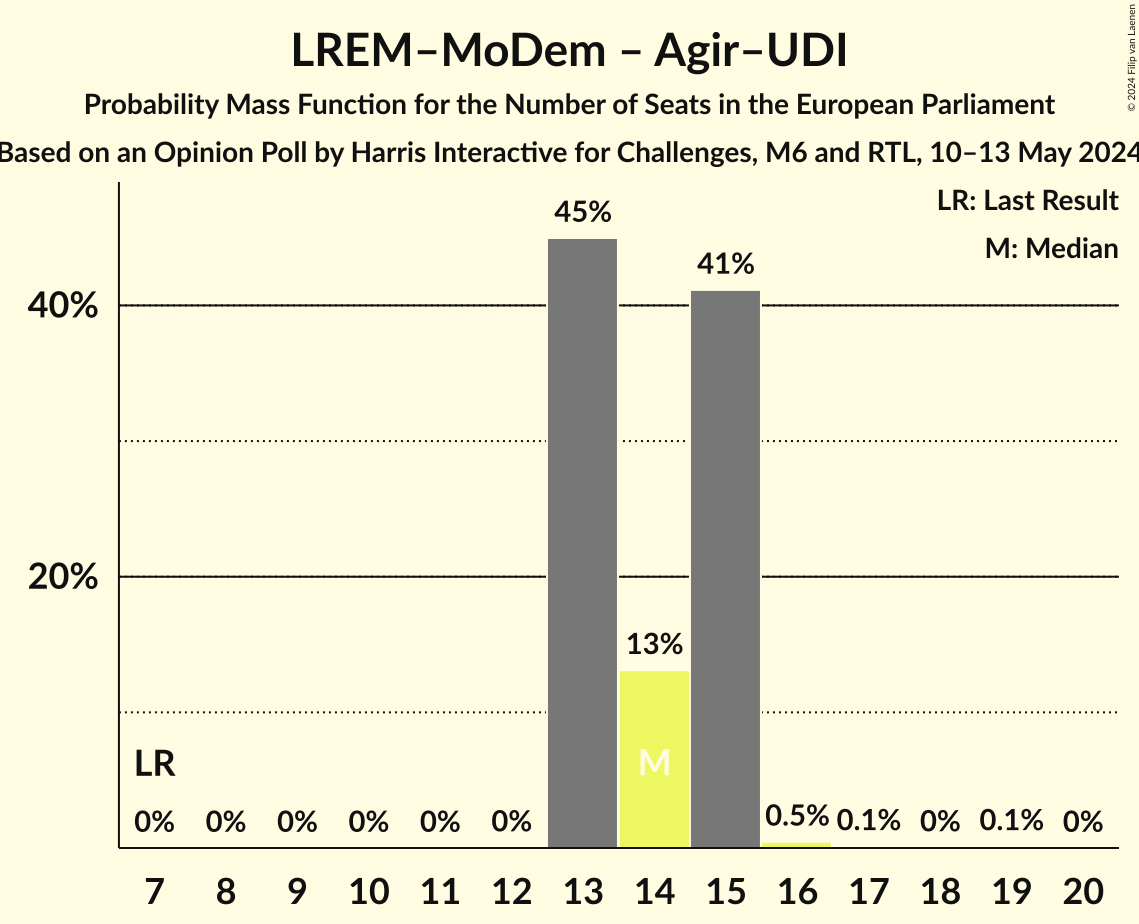 LREM–MoDem – Agir–UDI
Probability Mass Function for the Number of Seats in the European Parliament
Based on an Opinion Poll by Harris Interactive for Challenges, M6 and RTL, 10–13 May 2024
© 2024 Filip van Laenen
LR: Last Result
M: Median
45%
41%
40%
20%
13%
LR
M
0% 0% 0% 0% 0% 0% 0.5% 0.1% 0% 0.1% 0%
7 8 9 10 11 12 13 14 15 16 17 18 19 20